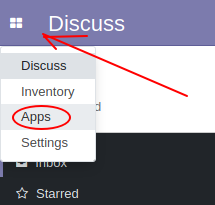 Discuss
Discuss
Inventory
Apps
Settings
Inbox
Starred